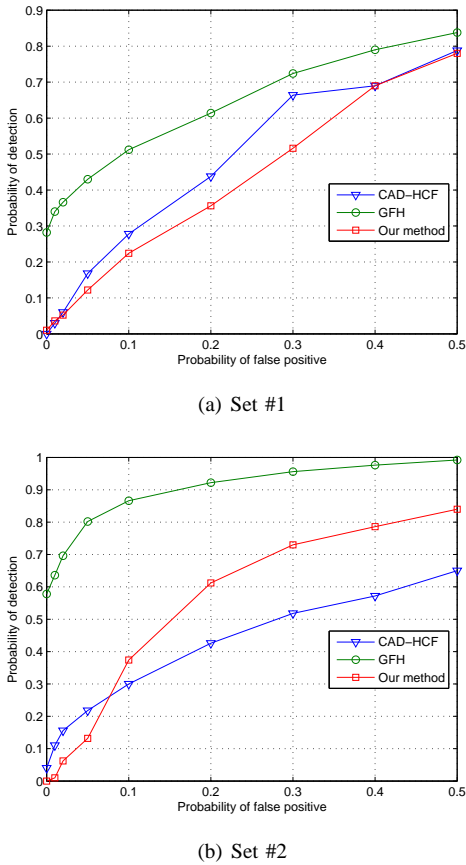 0.9
0.8
0.7
0.6
0.5
0.4
0.3
0.2
0.1
0
Probability of detection
CAD−HCF
GFH
Our method
0 0.1 0.2 0.3 0.4 0.5
Probability of false positive
(a) Set #1
1
0.9
0.8
0.7
0.6
0.5
0.4
0.3
0.2
0.1
0
Probability of detection
CAD−HCF
GFH
Our method
0 0.1 0.2 0.3 0.4 0.5
Probability of false positive
(b) Set #2